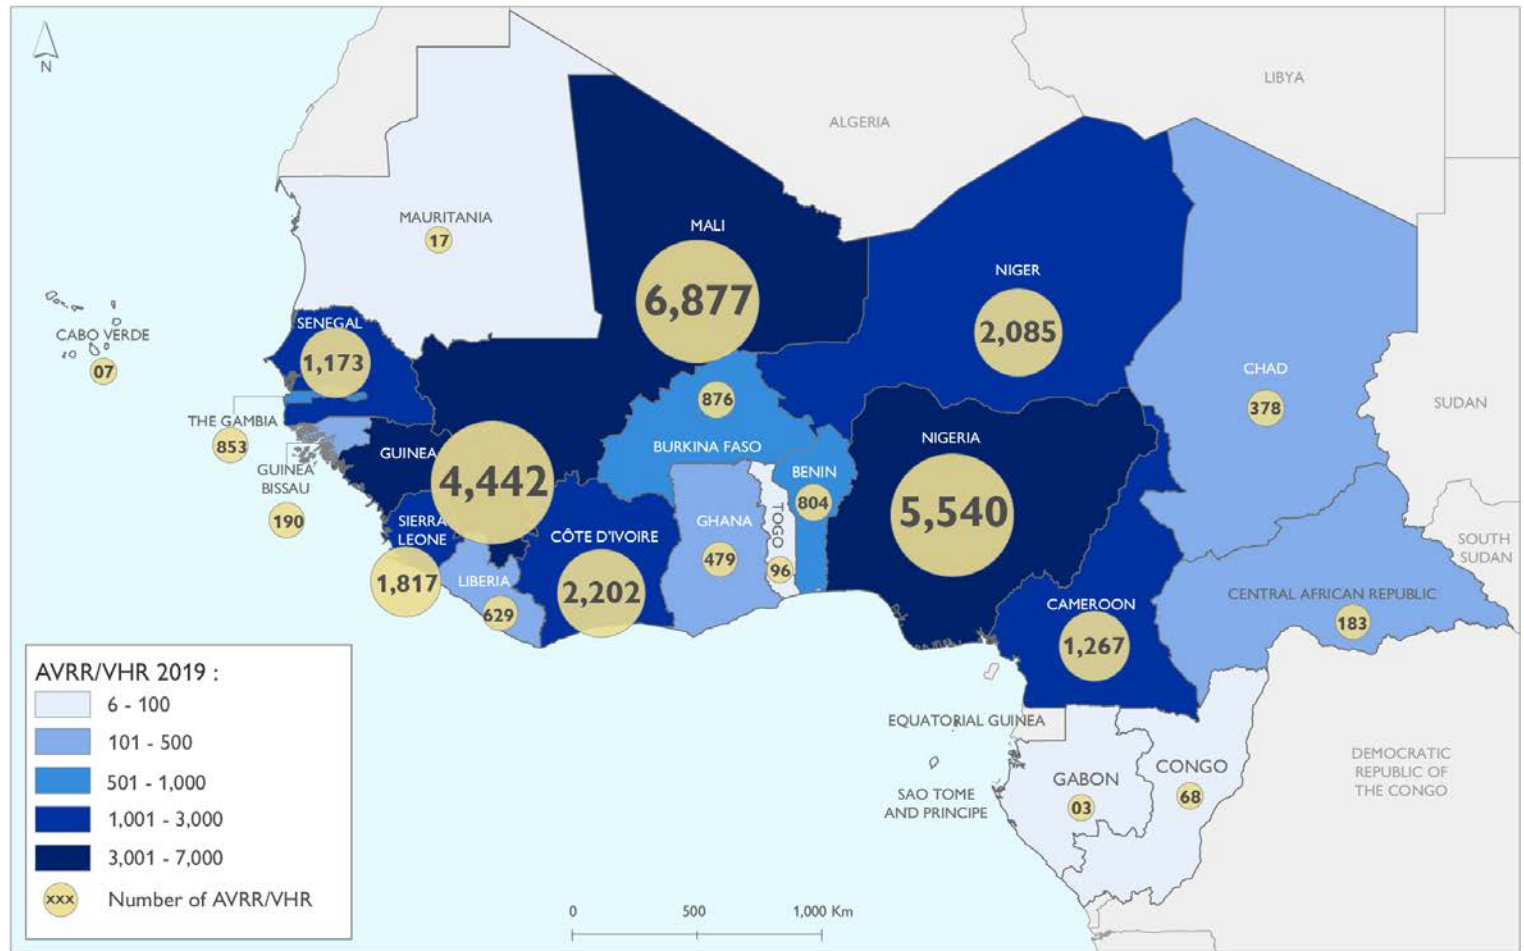 N
LIBYA
ALGERIA
MAURITANIA
17
MALI
6,877
NIGER
2,085
CABO VERDE
07
SENEGAL
1,173
CHAD
378
SUDAN
THE GAMBIA
853
876
BURKINA FASO
NIGERIA
5,540
GUINEA
4,442
GUINEA
BISSAU
190
BENIN
804
SIERRA
LEONE
1,817
CÔTE D'IVOIRE
2,202
GHANA
479
TOGO
96
SOUTH
SUDAN
LIBERIA
629
CAMEROON
1,267
CENTRAL AFRICAN REPUBLIC
183
EQUATORIAL GUINEA
SAO TOME
AND PRINCIPE
GABON
03
CONGO
68
DEMOCRATIC
REPUBLIC OF
THE CONGO
AVRR/VHR 2019 :
6 - 100
101 - 500
501 - 1,000
1,001 - 3,000
3,001 - 7,000
xxx Number of AVRR/VHR
0 500 1,000 Km